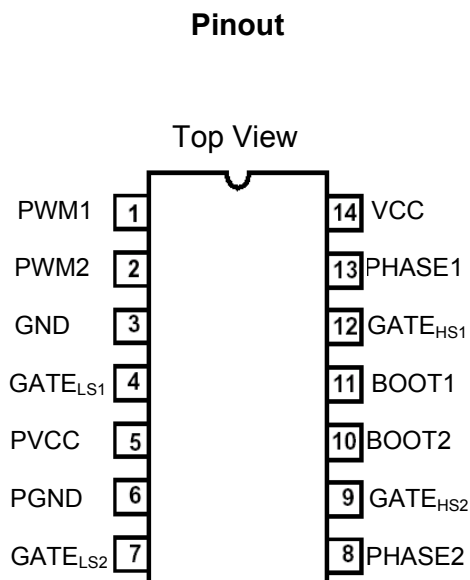 Pinout
Top View
PWM1 1 14 VCC
PWM2 2 13 PHASE1
GND 3 12 GATEHS1
GATELS1 4 11 BOOT1
PVCC 5 10 BOOT2
PGND 6 9 GATEHS2
GATELS2 7 8 PHASE2